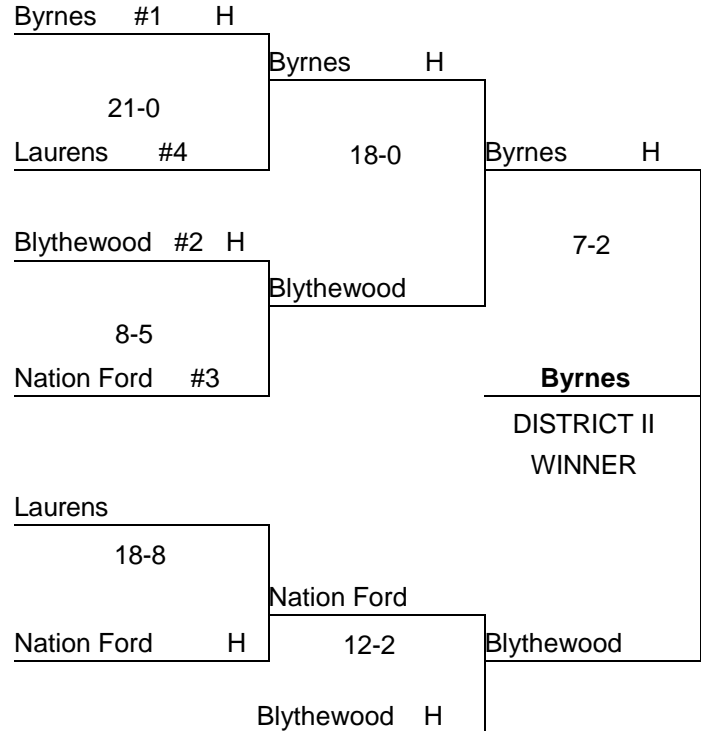 Byrnes #1 H
Byrnes H
21-0
Laurens #4
18-0
Byrnes H
Blythewood #2 H
7-2
Blythewood
8-5
Nation Ford #3
Byrnes
DISTRICT II
WINNER
Laurens
18-8
Nation Ford
Nation Ford H
12-2
Blythewood
Blythewood H